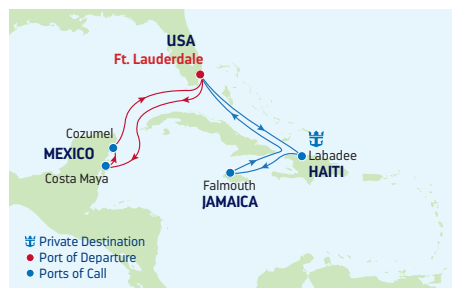 USA
Ft. Lauderdale
Cozumel
MEXICO
Costa Maya
Labadee
HAITI
Falmouth
JAMAICA
Private Destination
Port of Departure
Ports of Call